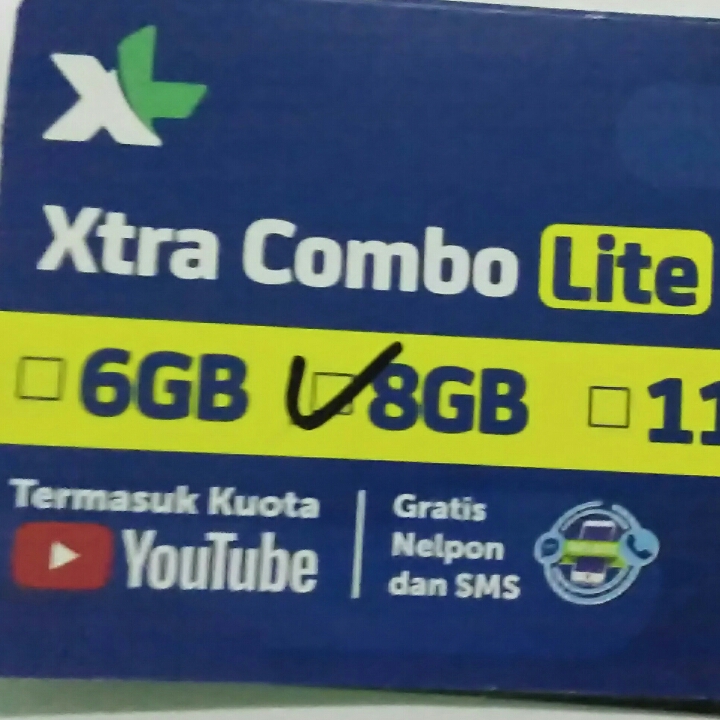 XL
Xtra Combo Lite
6GB 8GB 11
Termasuk Kuota
YouTube
Gratis
Nelpon
dan SMS